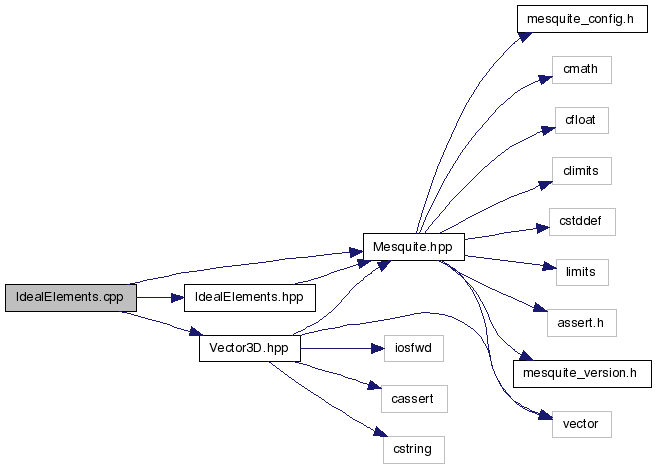 mesquite_config.h
cmath
cfloat
climits
cstddef
Mesquite.hpp
limits
IdealElements.cpp
IdealElements.hpp
assert.h
Vector3D.hpp
iosfwd
mesquite_version.h
cassert
vector
cstring